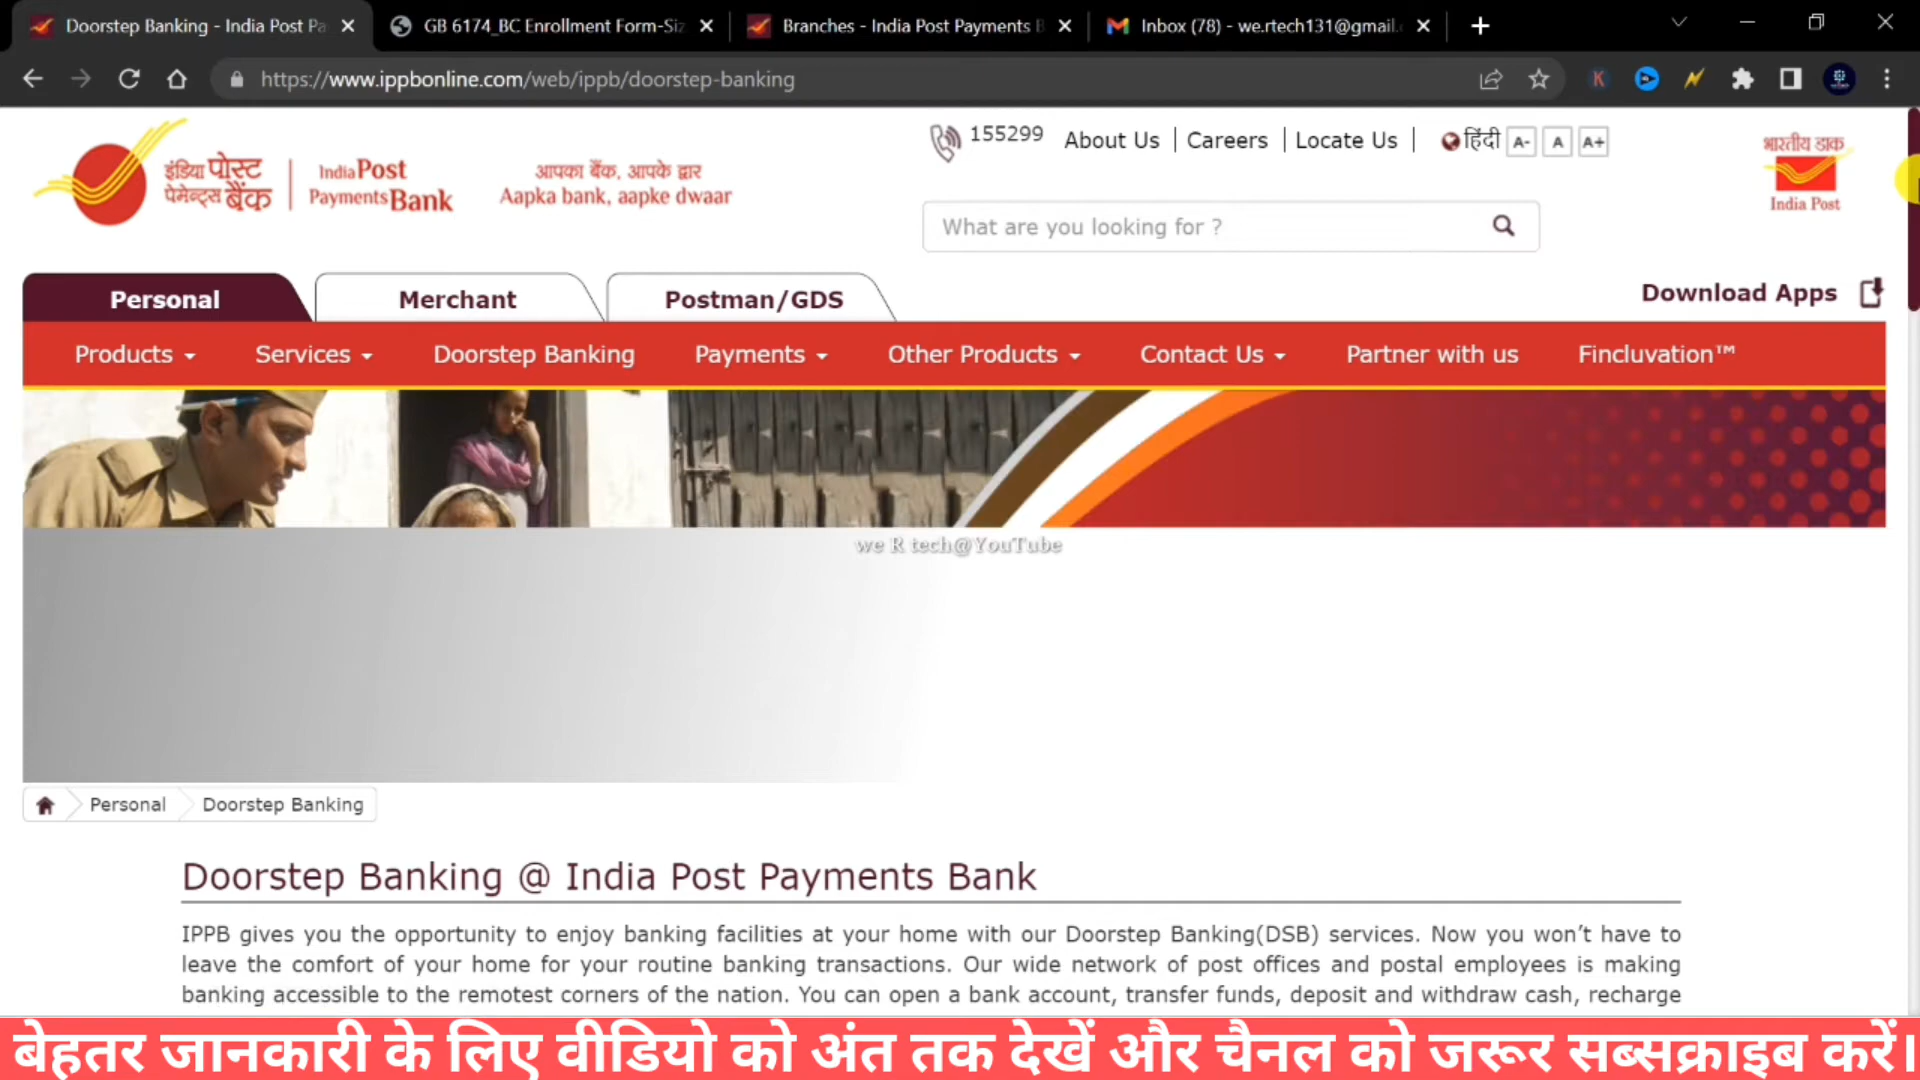 Doorstep Banking - India Post Pa
GB 6174_BC Enrollment Form-Siz
Branches - India Post Payments B
Inbox (78) - we.rtech131@gmail.
https://www.ippbonline.com/web/ippb/doorstep-banking
इंडिया पोस्ट
पेमेन्ट्स बैंक
IndiaPost
PaymentsBank
आपका बैंक, आपके द्वार
Aapka bank, aapke dwaar
155299
About Us
Careers
Locate Us
हिंदी
A-
A
A+
भारतीय डाक
India Post
What are you looking for ?
Personal
Merchant
Postman/GDS
Download Apps
Products
Services
Doorstep Banking
Payments
Other Products
Contact Us
Partner with us
Fincluvation™
we R tech@YouTube
Personal
Doorstep Banking
Doorstep Banking @ India Post Payments Bank
IPPB gives you the opportunity to enjoy banking facilities at your home with our Doorstep Banking(DSB) services. Now you won’t have to
leave the comfort of your home for your routine banking transactions. Our wide network of post offices and postal employees is making
banking accessible to the remotest corners of the nation. You can open a bank account, transfer funds, deposit and withdraw cash, recharge
बेहतर जानकारी के लिए वीडियो को अंत तक देखें और चैनल को जरूर सब्सक्राइब करें।